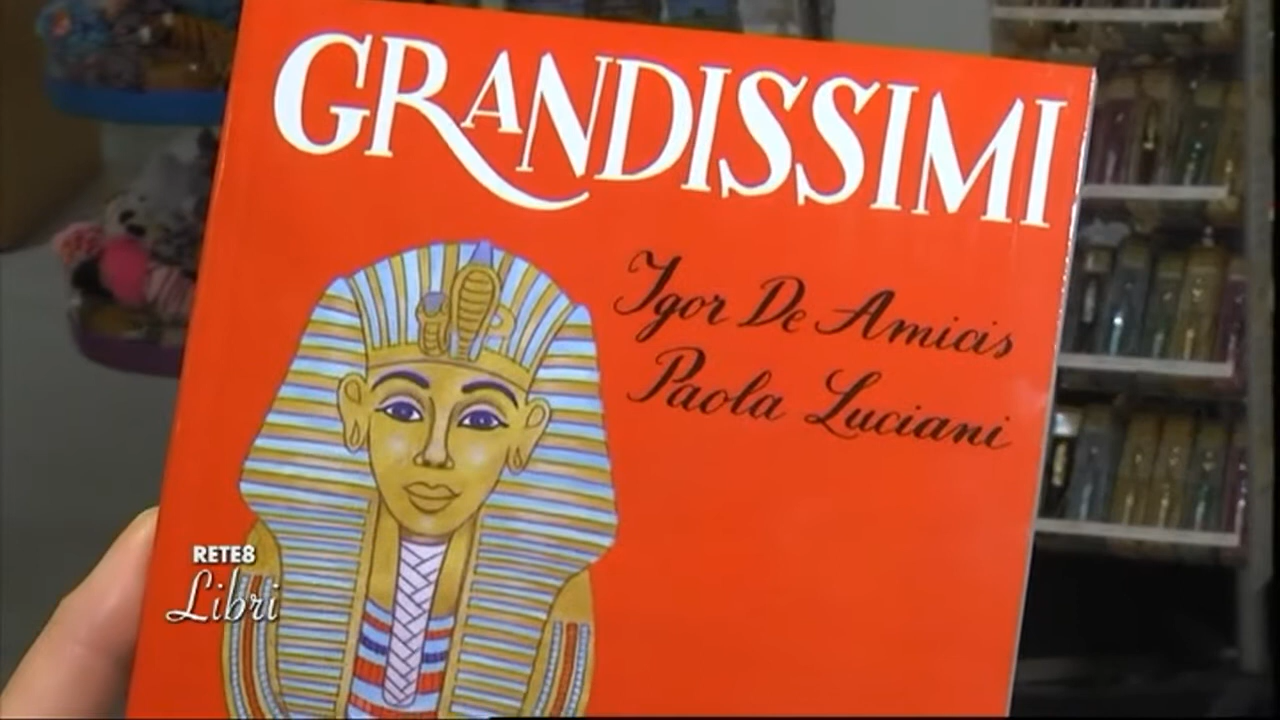 GRANDISSIMI
Igor De Amicis
Paola Luciani
RETE8
Libri